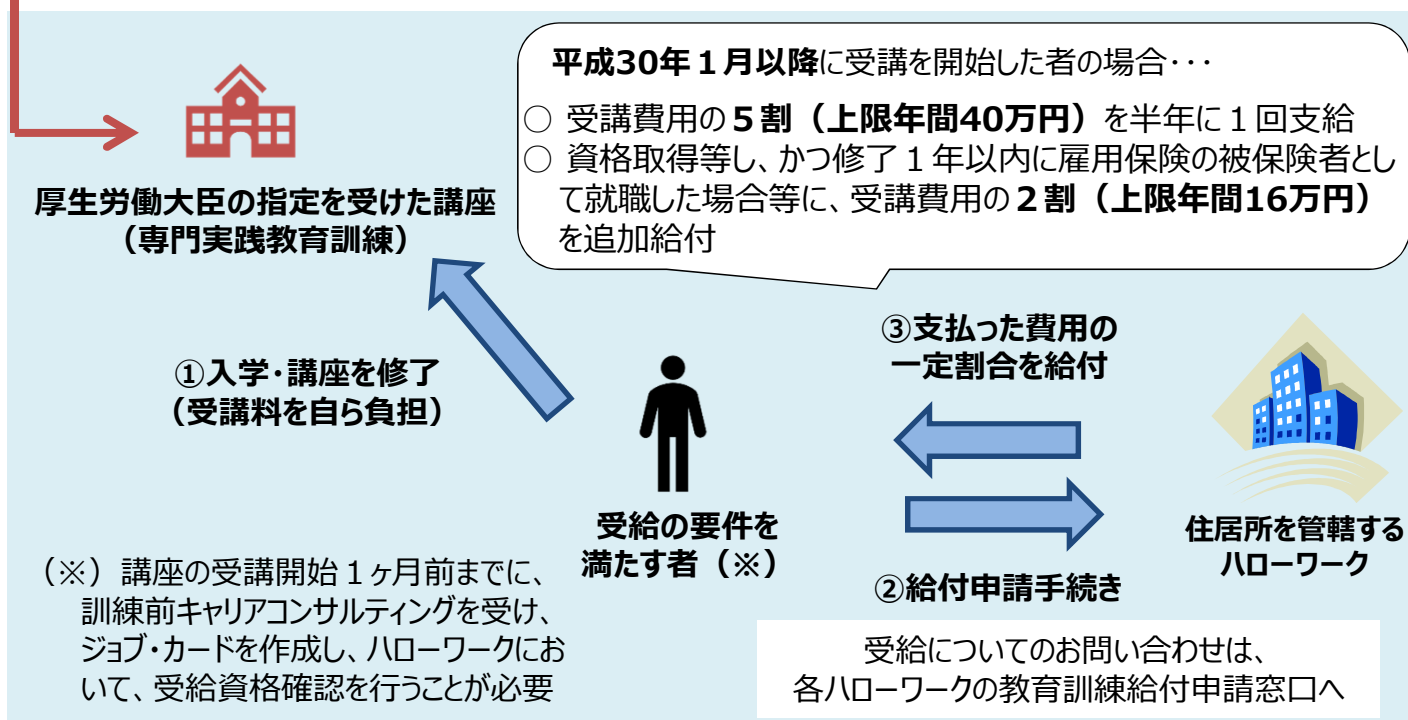 平成30年１月以降に受講を開始した者の場合･･･
○ 受講費用の５割（上限年間40万円）を半年に１回支給
○ 資格取得等し、かつ修了１年以内に雇用保険の被保険者とし
て就職した場合等に、受講費用の２割（上限年間16万円）
を追加給付
厚生労働大臣の指定を受けた講座
（専門実践教育訓練）
①入学・講座を修了
（受講料を自ら負担）
③支払った費用の
一定割合を給付
受給の要件を
満たす者（※）
②給付申請手続き
住居所を管轄する
ハローワーク
（※）講座の受講開始１ヶ月前までに、
訓練前キャリアコンサルティングを受け、
ジョブ・カードを作成し、ハローワークにお
いて、受給資格確認を行うことが必要
受給についてのお問い合わせは、
各ハローワークの教育訓練給付申請窓口へ